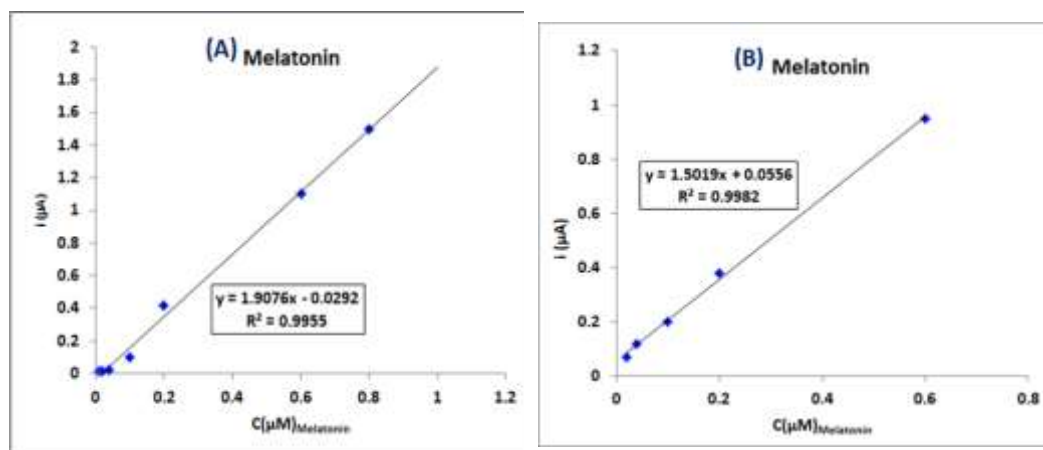 (A) Melatonin
2
1.8
1.6
1.4
1.2
1
0.8
0.6
0.4
0.2
0
i (µA)
y = 1.9076x - 0.0292
R² = 0.9955
0 0.2 0.4 0.6 0.8 1 1.2
C(µM)Melatonin
(B) Melatonin
1.2
1
0.8
0.6
0.4
0.2
0
i (µA)
y = 1.5019x + 0.0556
R² = 0.9982
0 0.2 0.4 0.6 0.8
C(µM)Melatonin